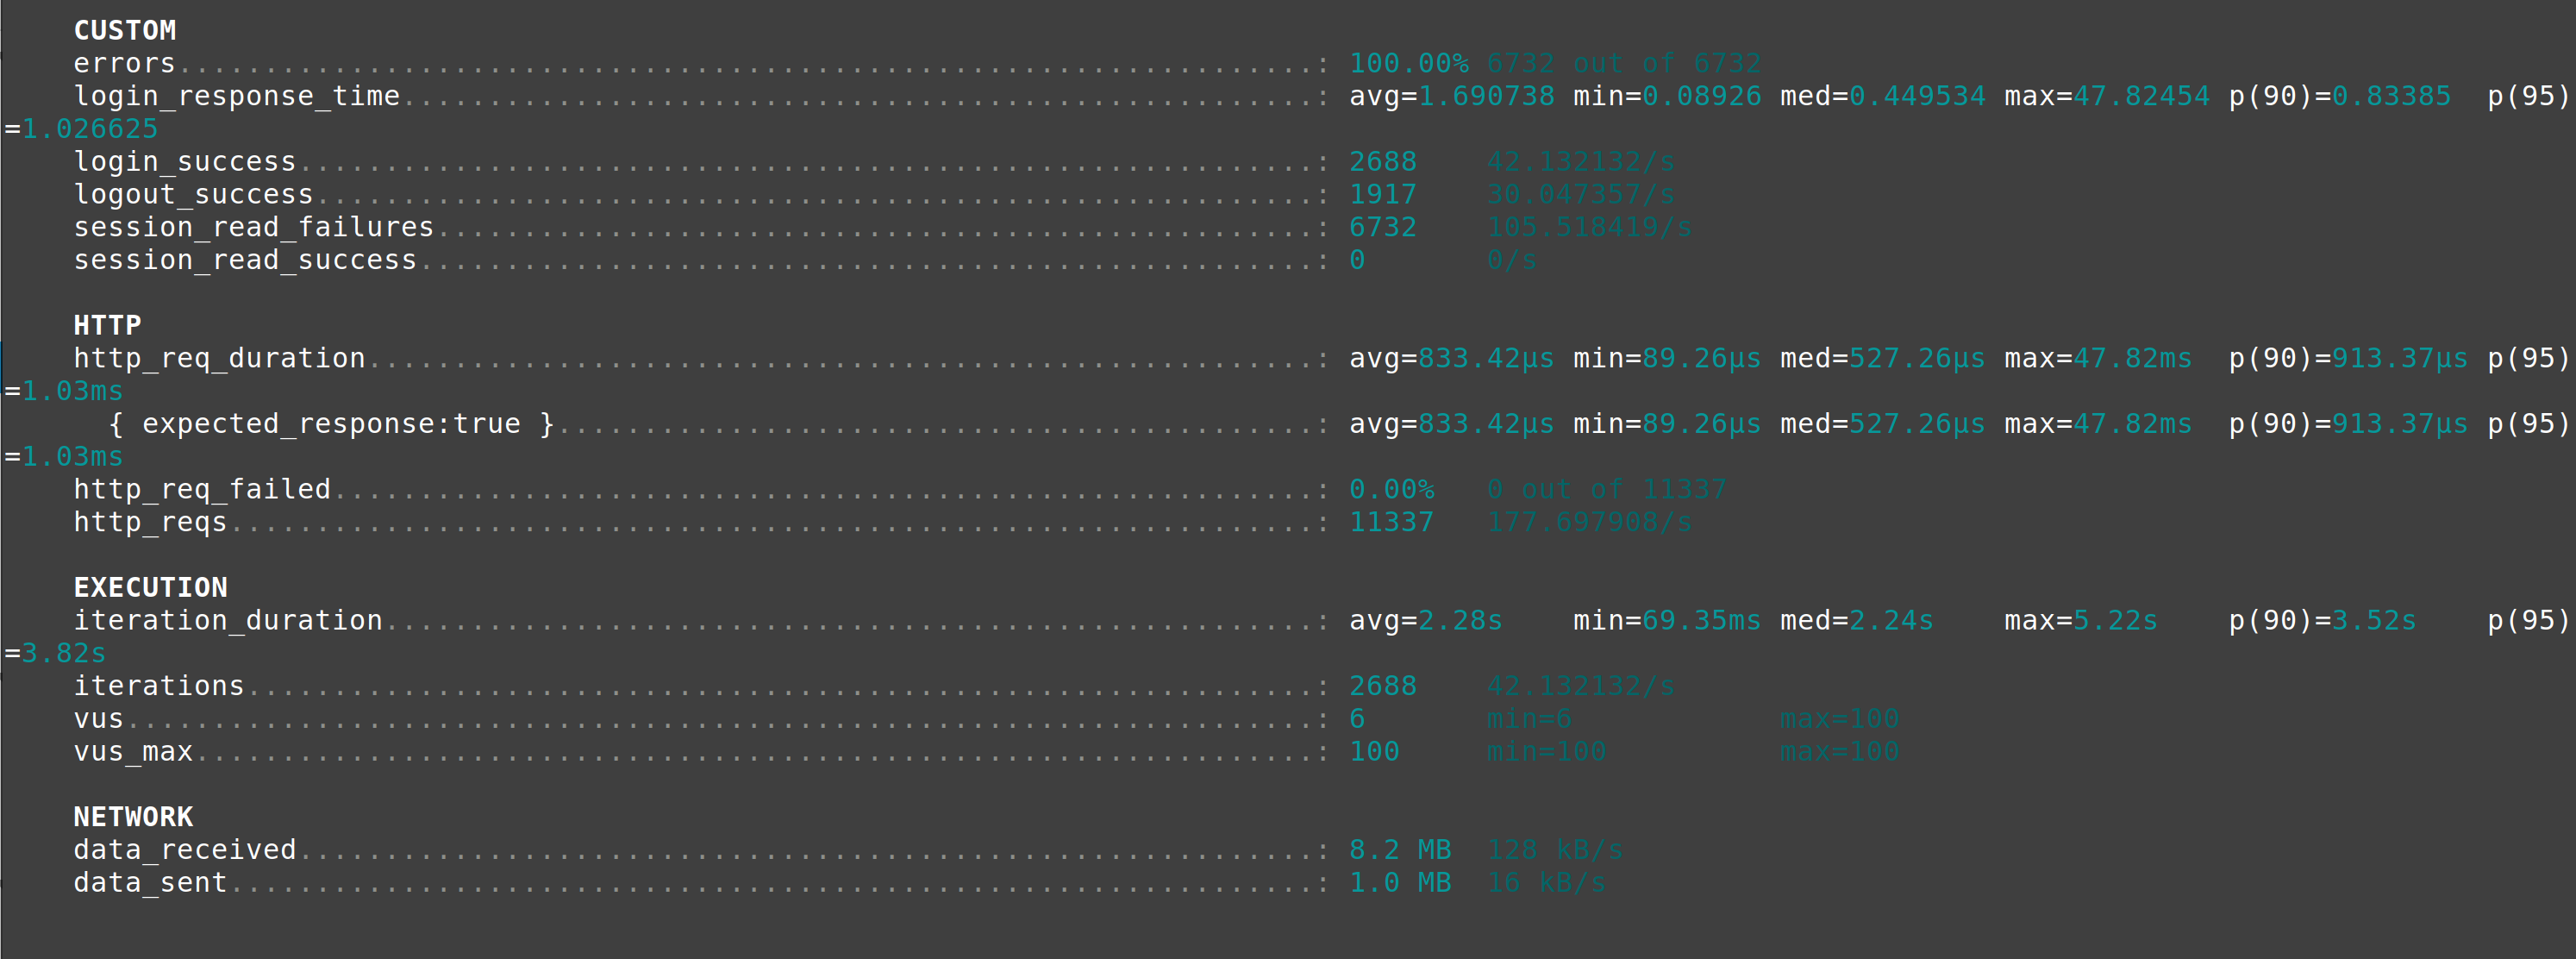 CUSTOM
errors..................................................................: 100.00% 6732 out of 6732
login_response_time.....................................................: avg=1.690738 min=0.08926 med=0.449534 max=47.82454 p(90)=0.83385  p(95)
=1.026625
login_success...........................................................: 2688    42.132132/s
logout_success..........................................................: 1917    30.047357/s
session_read_failures...................................................: 6732    105.518419/s
session_read_success....................................................: 0       0/s
HTTP
http_req_duration.......................................................: avg=833.42µs min=89.26µs med=527.26µs max=47.82ms  p(90)=913.37µs p(95)
=1.03ms
{ expected_response:true }............................................: avg=833.42µs min=89.26µs med=527.26µs max=47.82ms  p(90)=913.37µs p(95)
=1.03ms
http_req_failed.........................................................: 0.00%   0 out of 11337
http_reqs...............................................................: 11337   177.697908/s
EXECUTION
iteration_duration......................................................: avg=2.28s    min=69.35ms med=2.24s    max=5.22s    p(90)=3.52s    p(95)
=3.82s
iterations..............................................................: 2688    42.132132/s
vus.....................................................................: 6       min=6            max=100
vus_max.................................................................: 100     min=100          max=100
NETWORK
data_received...........................................................: 8.2 MB  128 kB/s
data_sent...............................................................: 1.0 MB  16 kB/s